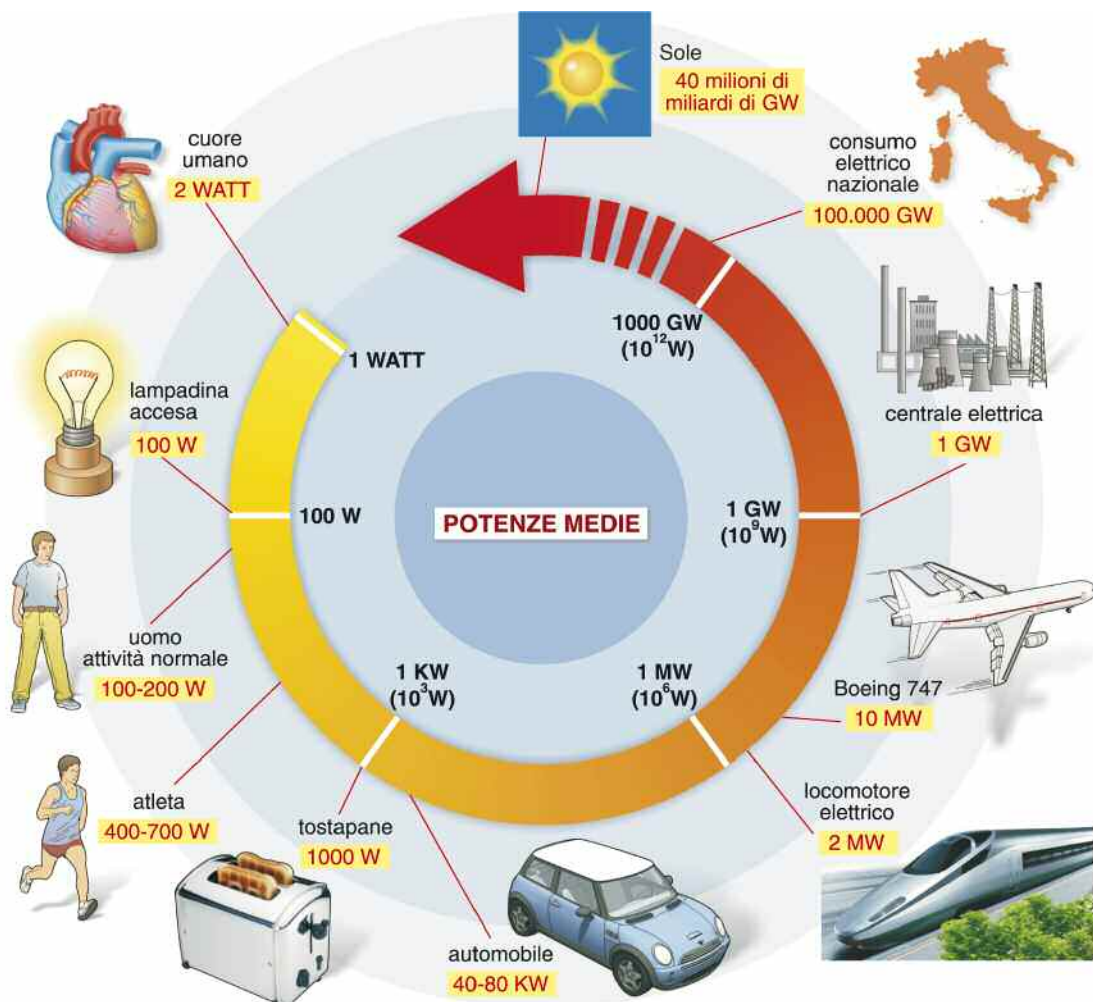 Sole
40 milioni di
miliardi di GW
consumo
elettrico
nazionale
100.000 GW
cuore
umano
2 WATT
1000 GW
(10¹²W)
1 WATT
lampadina
accesa
100 W
centrale elettrica
1 GW
100 W
POTENZE MEDIE
1 GW
(10⁹W)
uomo
attività normale
100-200 W
1 KW
(10³W)
1 MW
(10⁶W)
Boeing 747
10 MW
atleta
400-700 W
tostapane
1000 W
locomotore
elettrico
2 MW
automobile
40-80 KW